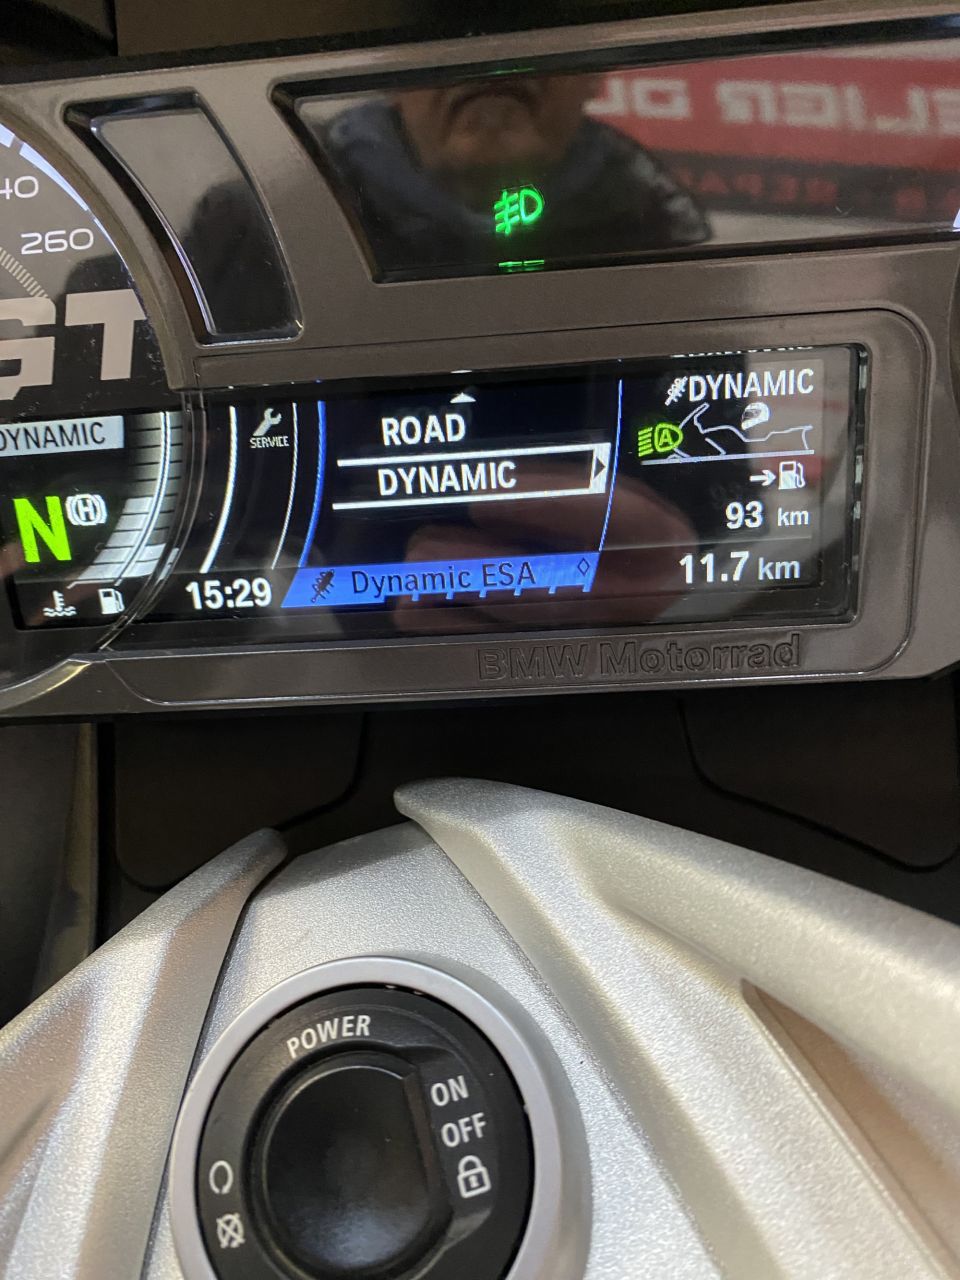 260
GT
DYNAMIC
N
(H)
SERVICE
15:29
ROAD
DYNAMIC
Dynamic ESA
DYNAMIC
A
93 km
11.7 km
BMW Motorrad
POWER
ON
OFF